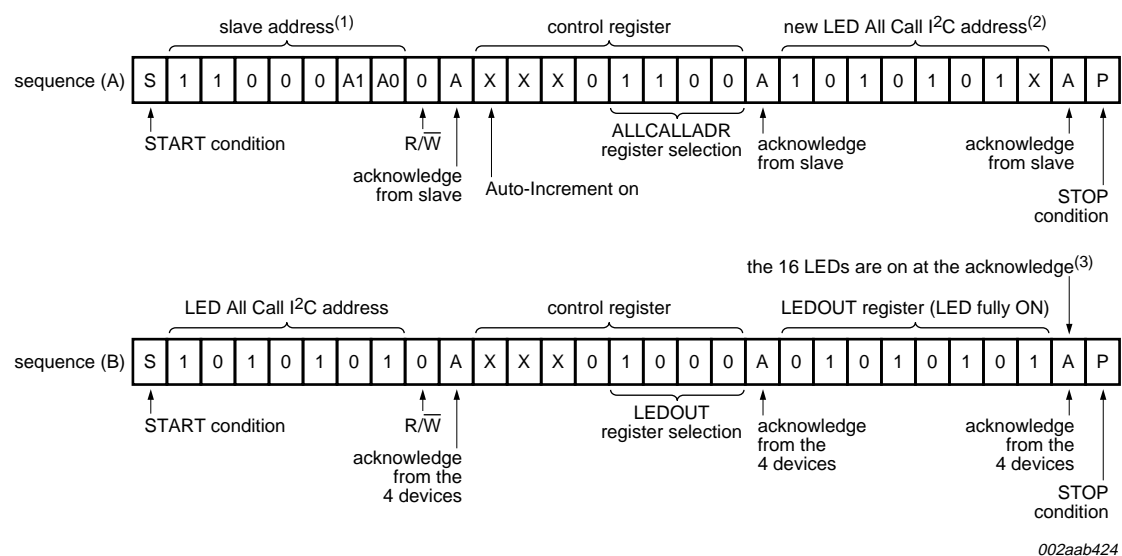 slave address(1) control register new LED All Call I²C address(2)
sequence (A) S 1 1 0 0 0 A1 A0 0 A X X X 0 1 1 0 0 A 1 0 1 0 1 0 1 X A P
START condition R/W̅ ALLCALLADR register selection acknowledge from slave acknowledge from slave
acknowledge from slave Auto-Increment on STOP condition
the 16 LEDs are on at the acknowledge(3)
LED All Call I²C address control register LEDOUT register (LED fully ON)
sequence (B) S 1 0 1 0 1 0 1 0 A X X X 0 1 0 0 0 A 0 1 0 1 0 1 0 1 A P
START condition R/W̅ LEDOUT register selection acknowledge from the 4 devices acknowledge from the 4 devices
acknowledge from the 4 devices STOP condition
002aab424